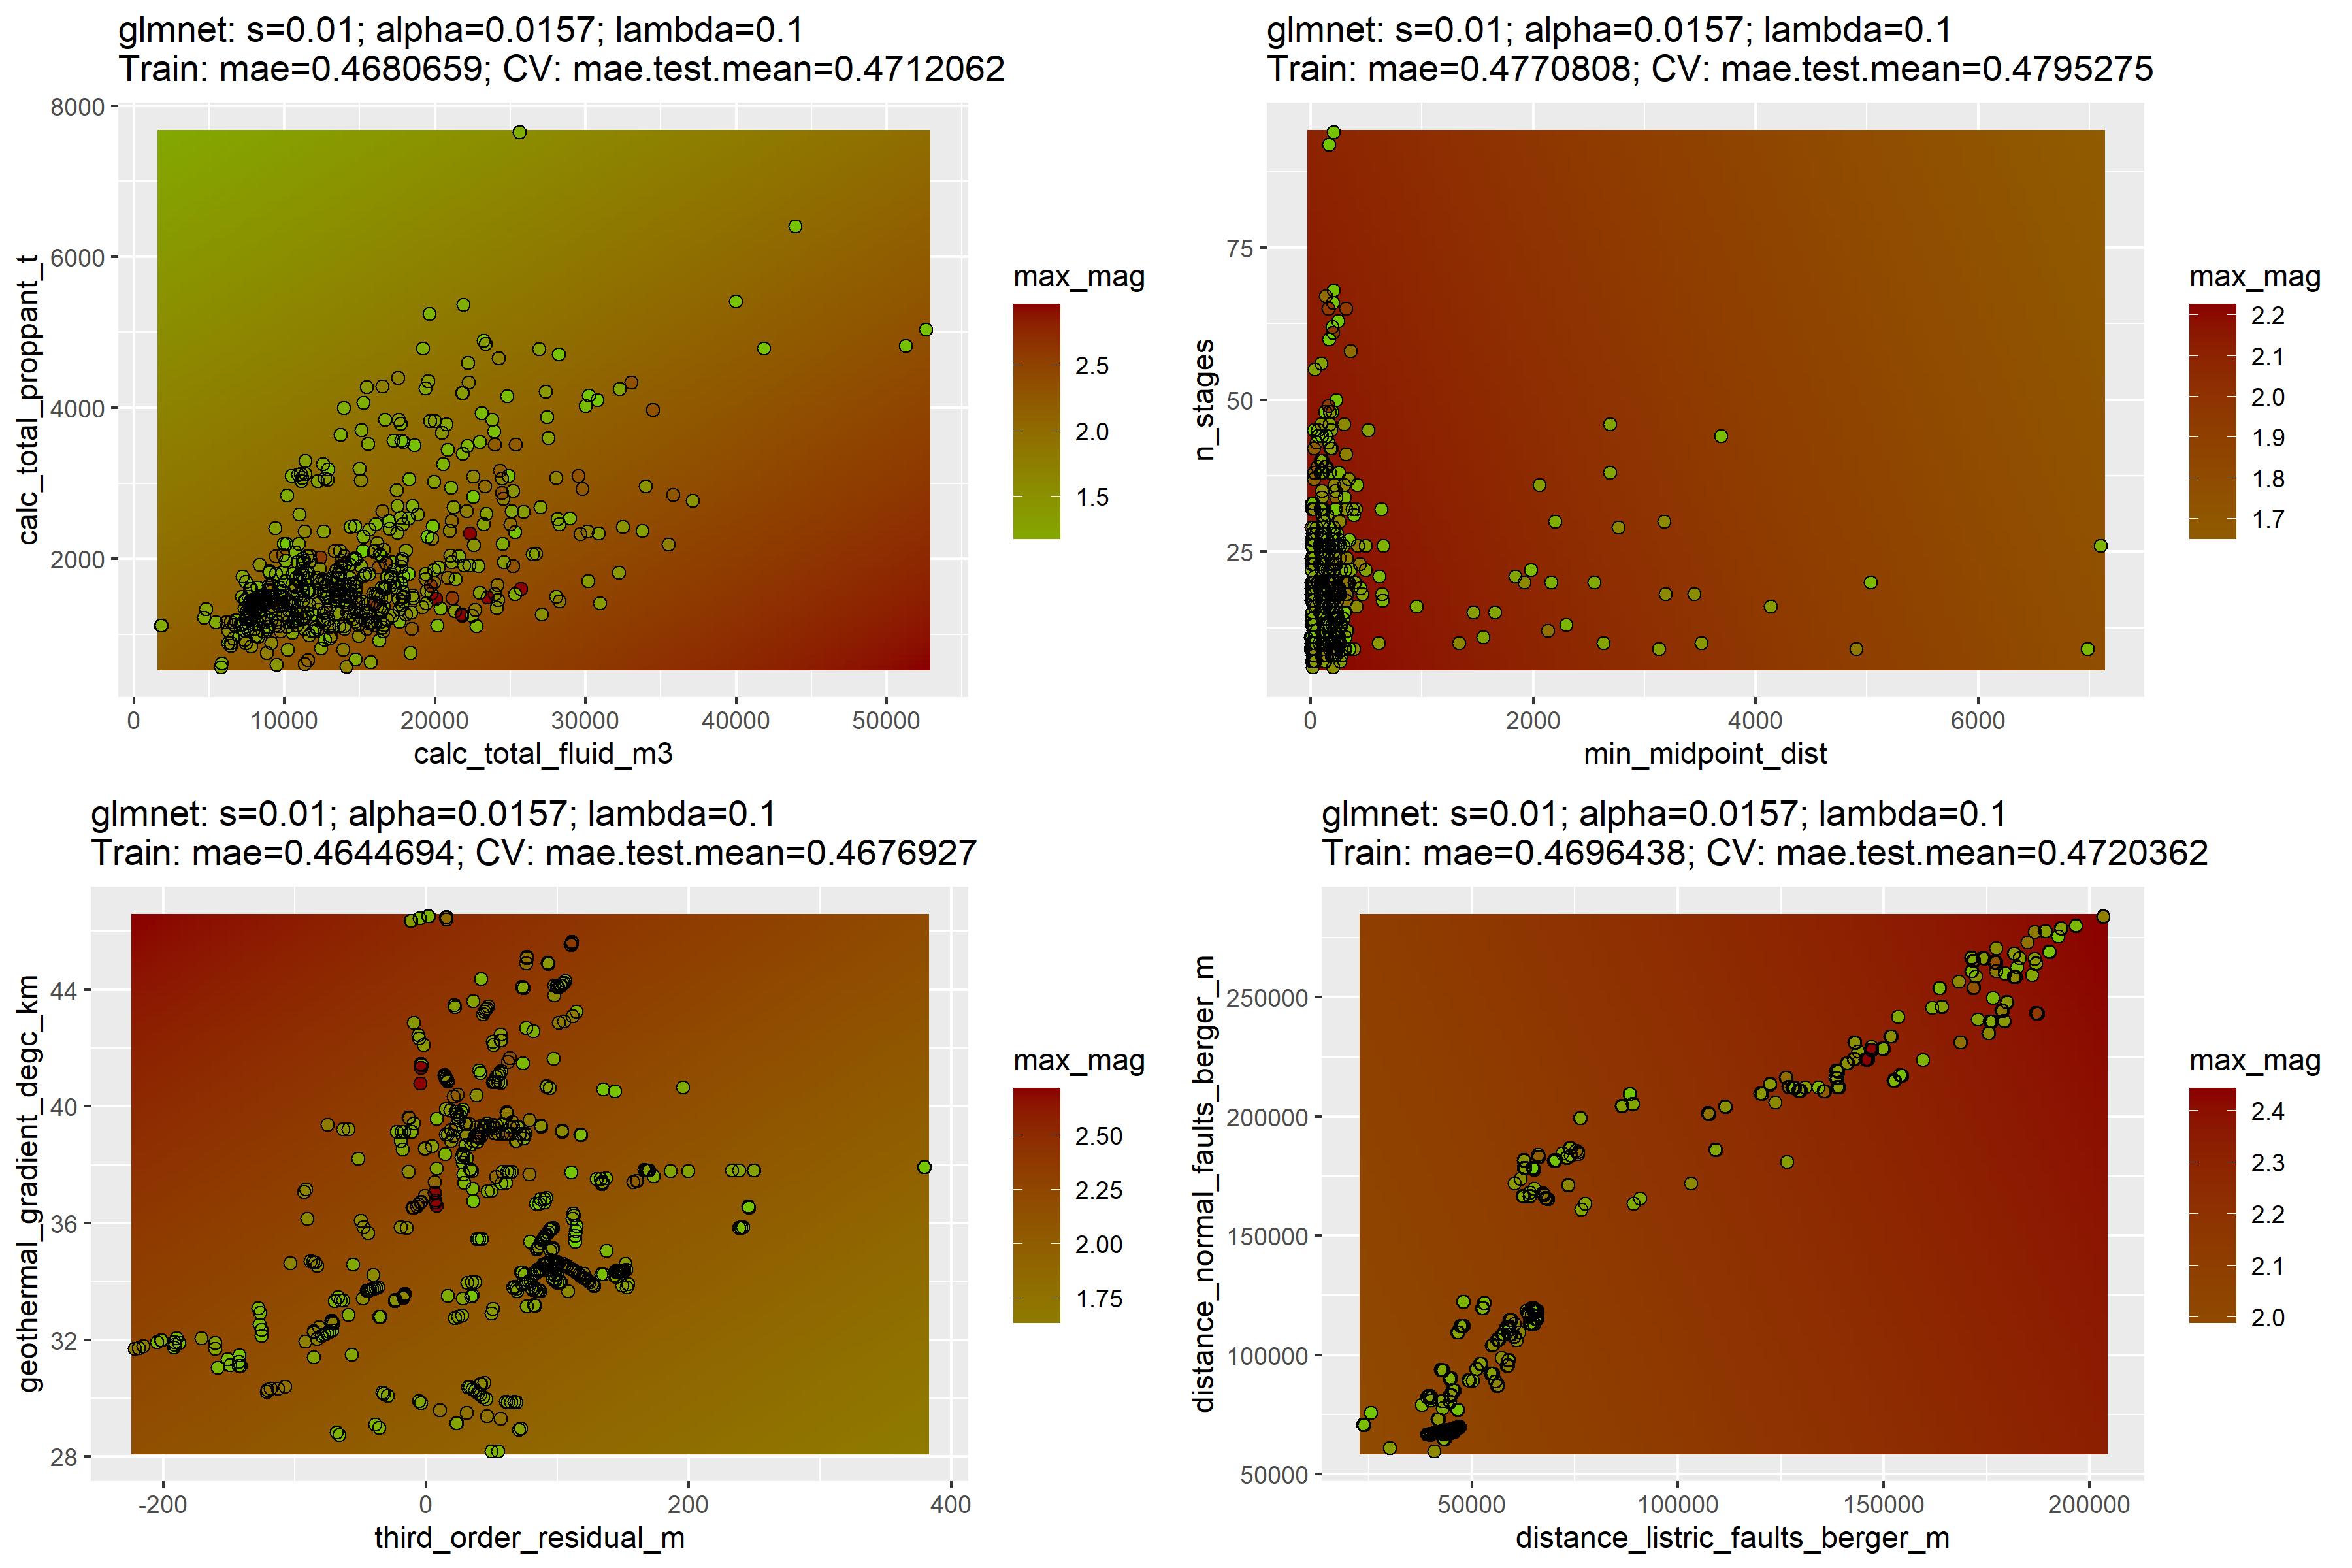 glmnet: s=0.01; alpha=0.0157; lambda=0.1
Train: mae=0.4680659; CV: mae.test.mean=0.4712062
calc_total_proppant_t
8000
6000
4000
2000
0 10000 20000 30000 40000 50000
calc_total_fluid_m3
max_mag
2.5
2.0
1.5
glmnet: s=0.01; alpha=0.0157; lambda=0.1
Train: mae=0.4770808; CV: mae.test.mean=0.4795275
n_stages
75
50
25
0 2000 4000 6000
min_midpoint_dist
max_mag
2.2
2.1
2.0
1.9
1.8
1.7
glmnet: s=0.01; alpha=0.0157; lambda=0.1
Train: mae=0.4644694; CV: mae.test.mean=0.4676927
geothermal_gradient_degc_km
44
40
36
32
28
-200 0 200 400
third_order_residual_m
max_mag
2.50
2.25
2.00
1.75
glmnet: s=0.01; alpha=0.0157; lambda=0.1
Train: mae=0.4696438; CV: mae.test.mean=0.4720362
distance_normal_faults_berger_m
250000
200000
150000
100000
50000
50000 100000 150000 200000
distance_listric_faults_berger_m
max_mag
2.4
2.3
2.2
2.1
2.0